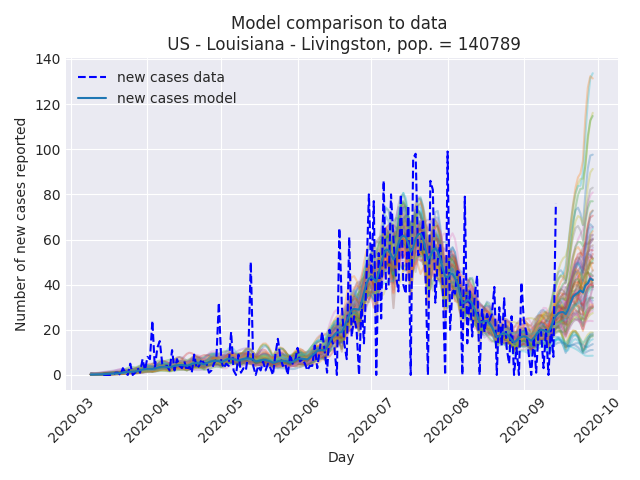 Model comparison to data
US - Louisiana - Livingston, pop. = 140789
new cases data
new cases model
Number of new cases reported
140
120
100
80
60
40
20
0
2020-03
2020-04
2020-05
2020-06
2020-07
2020-08
2020-09
2020-10
Day